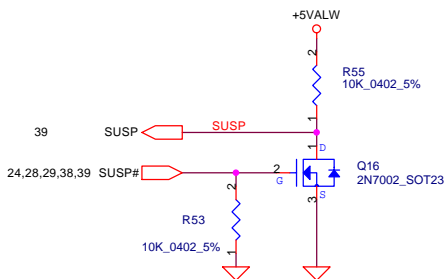 +5VALW
2
R55
10K_0402_5%
1
39 SUSP SUSP
1
D
Q16
2N7002_SOT23
24,28,29,38,39 SUSP# 2
G
S
3
2
R53
10K_0402_5%
1